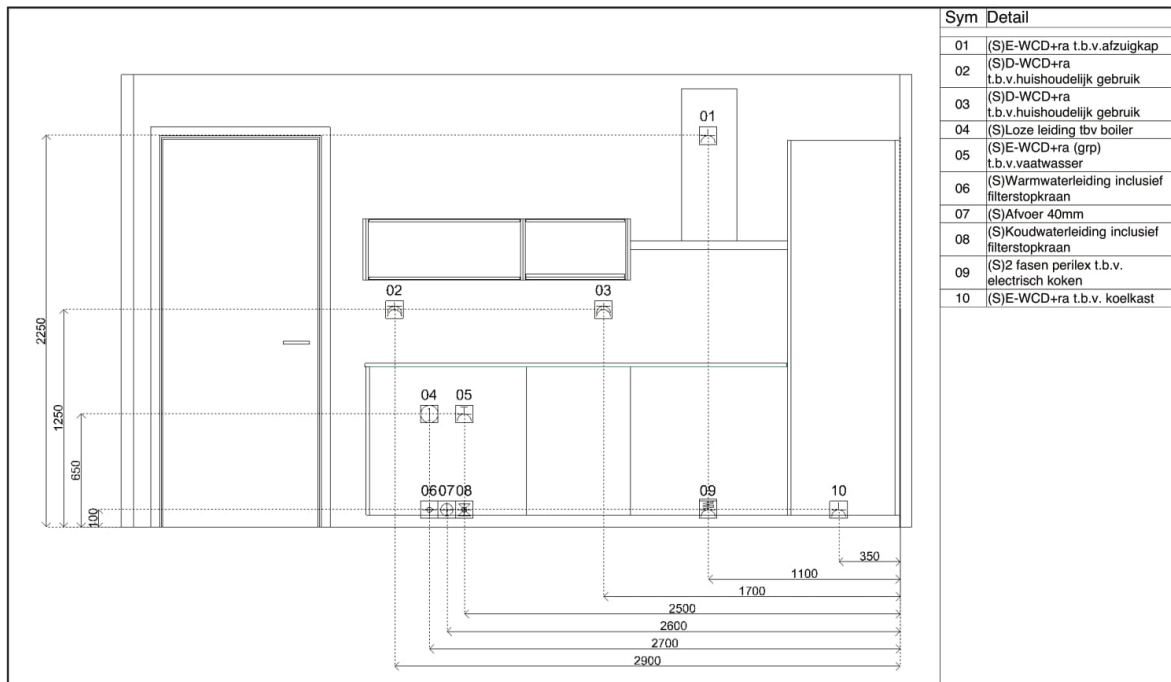 Sym Detail
01 (S)E-WCD+ra t.b.v.afzuigkap
02 (S)D-WCD+ra
t.b.v.huishoudelijk gebruik
03 (S)D-WCD+ra
t.b.v.huishoudelijk gebruik
04 (S)Loze leiding tbv boiler
05 (S)E-WCD+ra (grp)
t.b.v.vaatwasser
06 (S)Warmwaterleiding inclusief
filterstopkraan
07 (S)Afvoer 40mm
08 (S)Koudwaterleiding inclusief
filterstopkraan
09 (S)2 fasen perilex t.b.v.
electrisch koken
10 (S)E-WCD+ra t.b.v. koelkast
01
02 03
04 05
06 07 08 09 10
2250
1250
650
100
350
1100
1700
2500
2600
2700
2900